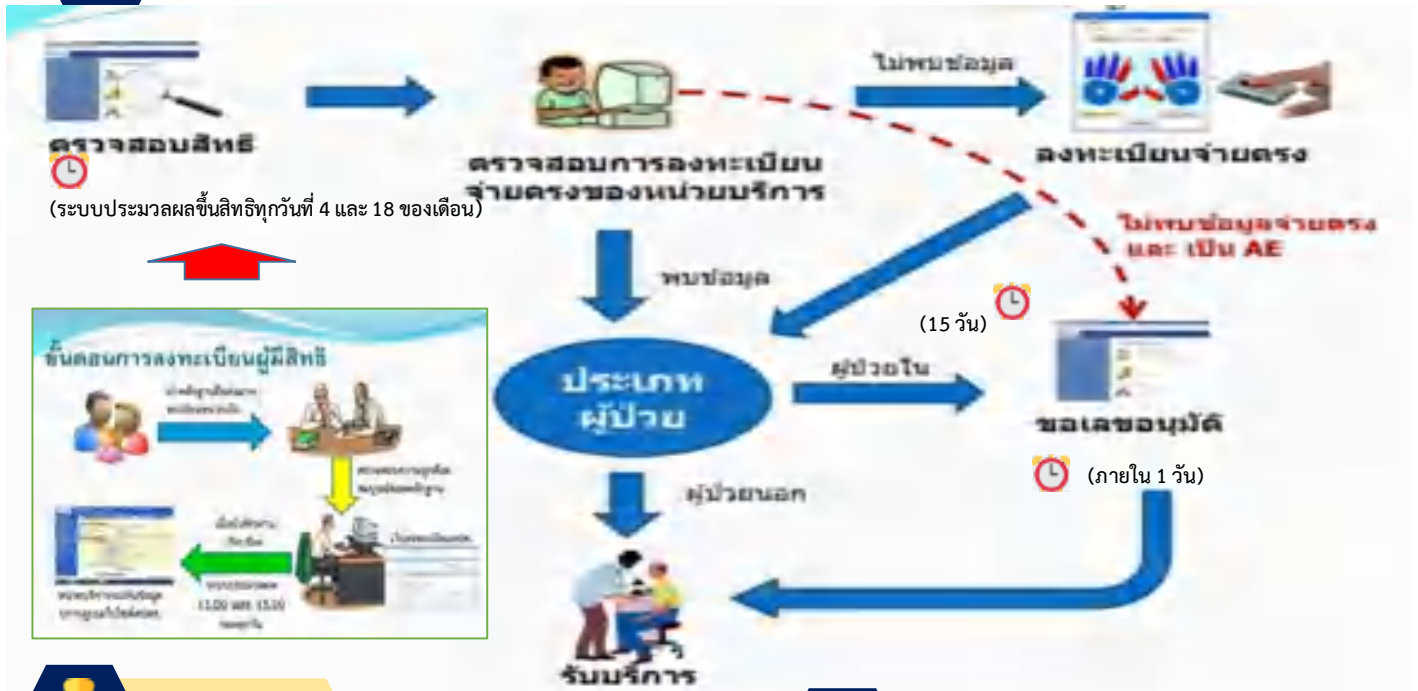 ไม่พบข้อมูล
ตรวจสอบสิทธิ
ตรวจสอบการลงทะเบียน
จ่ายตรงของหน่วยบริการ
ลงทะเบียนจ่ายตรง
(ระบบประมวลผลขึ้นสิทธิทุกวันที่ 4 และ 18 ของเดือน)
ไม่พบข้อมูลจ่ายตรง
และ เป็น AE
พบข้อมูล
(15 วัน)
ขั้นตอนการลงทะเบียนผู้มีสิทธิ
ประเภท
ผู้ป่วย
ผู้ป่วยใน
ขอเลขอนุมัติ
(ภายใน 1 วัน)
ผู้ป่วยนอก
รับบริการ